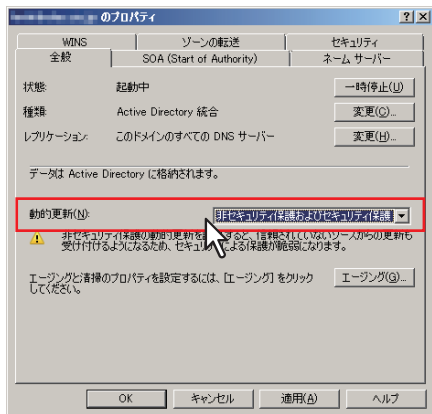 のプロパティ
WINS ゾーンの転送 セキュリティ
全般 SOA (Start of Authority) ネーム サーバー
状態: 起動中 一時停止(U)
種類: Active Directory 統合 変更(C)...
レプリケーション: このドメインのすべての DNS サーバー 変更(H)...
データは Active Directory に格納されます。
動的更新(N): 非セキュリティ保護およびセキュリティ保護
非セキュリティ保護の動的更新を すると、信頼されていないソースからの更新も
受け付けるようになるため、セキュリ による保護が脆弱になります。
エージングと清掃のプロパティを設定するには、[エージング] をクリック エージング(G)...
してください。
OK キャンセル 適用(A) ヘルプ